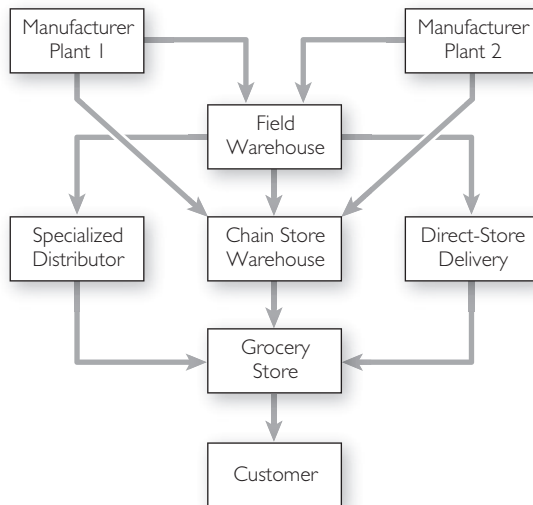 Manufacturer
Plant 1
Manufacturer
Plant 2
Field
Warehouse
Specialized
Distributor
Chain Store
Warehouse
Direct-Store
Delivery
Grocery
Store
Customer